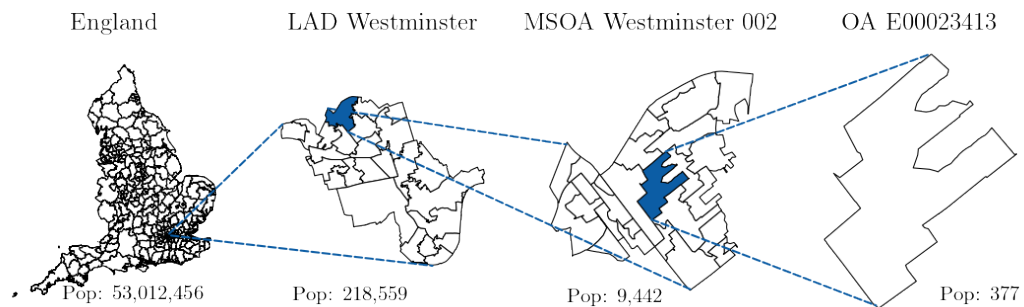 England
LAD Westminster
MSOA Westminster 002
OA E00023413
Pop: 53,012,456
Pop: 218,559
Pop: 9,442
Pop: 377